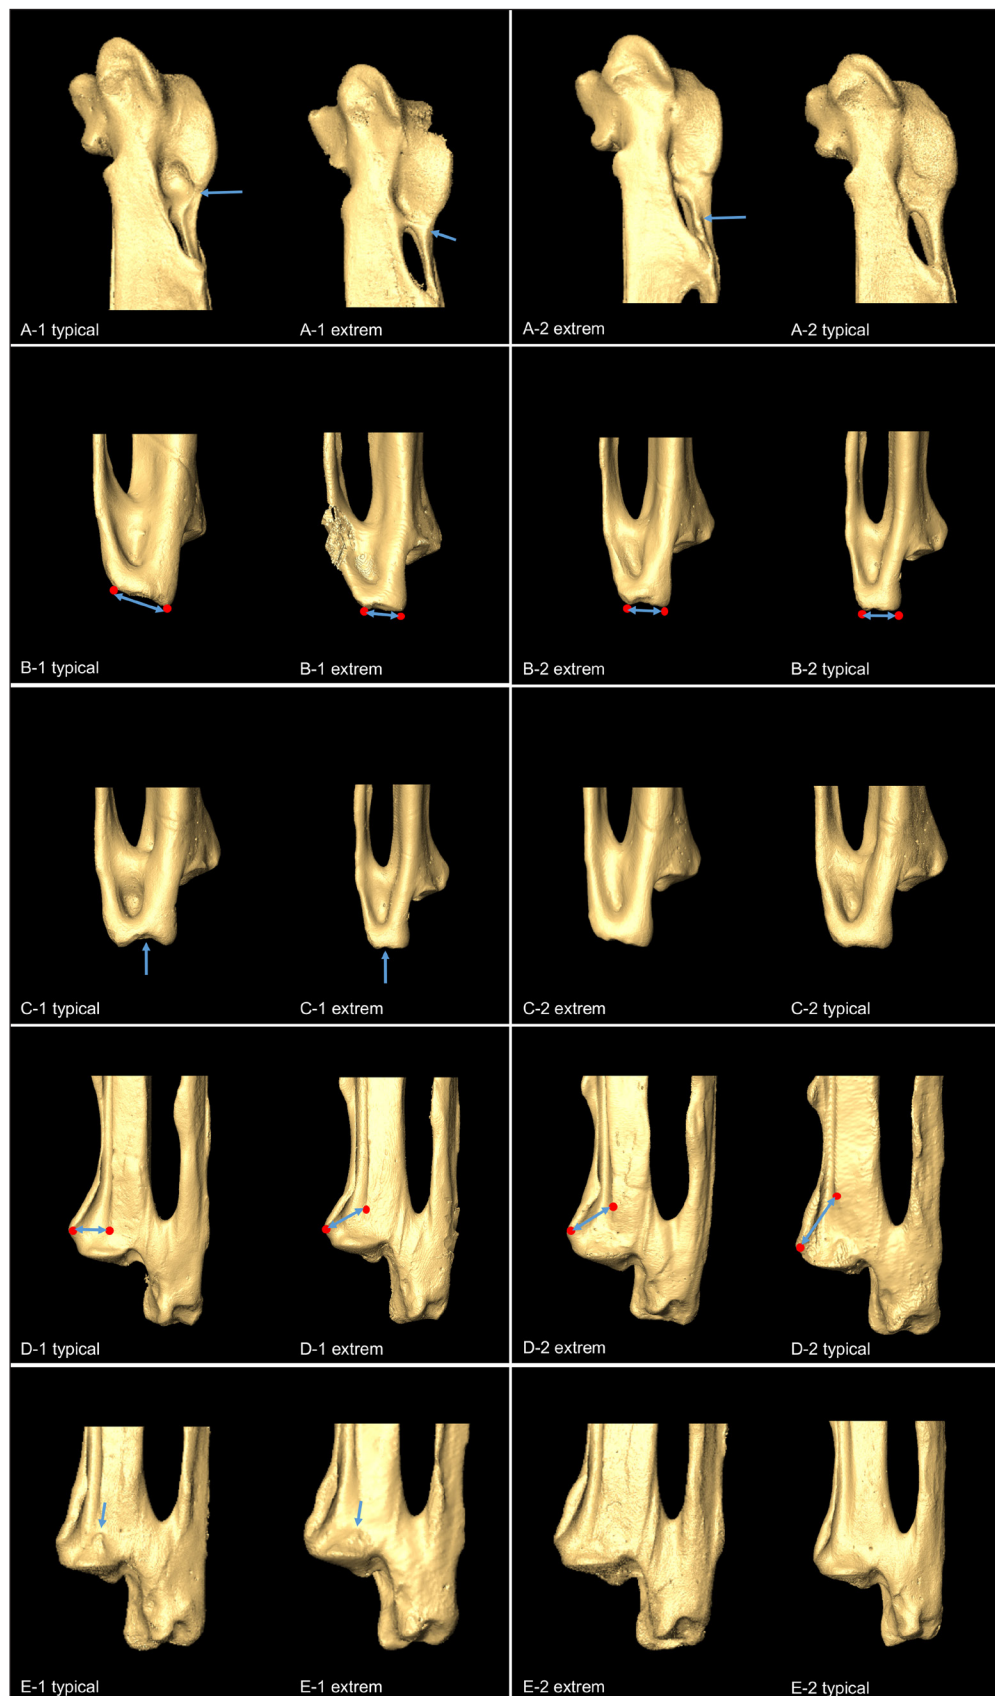 A-1 typical
A-1 extrem
A-2 extrem
A-2 typical
B-1 typical
B-1 extrem
B-2 extrem
B-2 typical
C-1 typical
C-1 extrem
C-2 extrem
C-2 typical
D-1 typical
D-1 extrem
D-2 extrem
D-2 typical
E-1 typical
E-1 extrem
E-2 extrem
E-2 typical